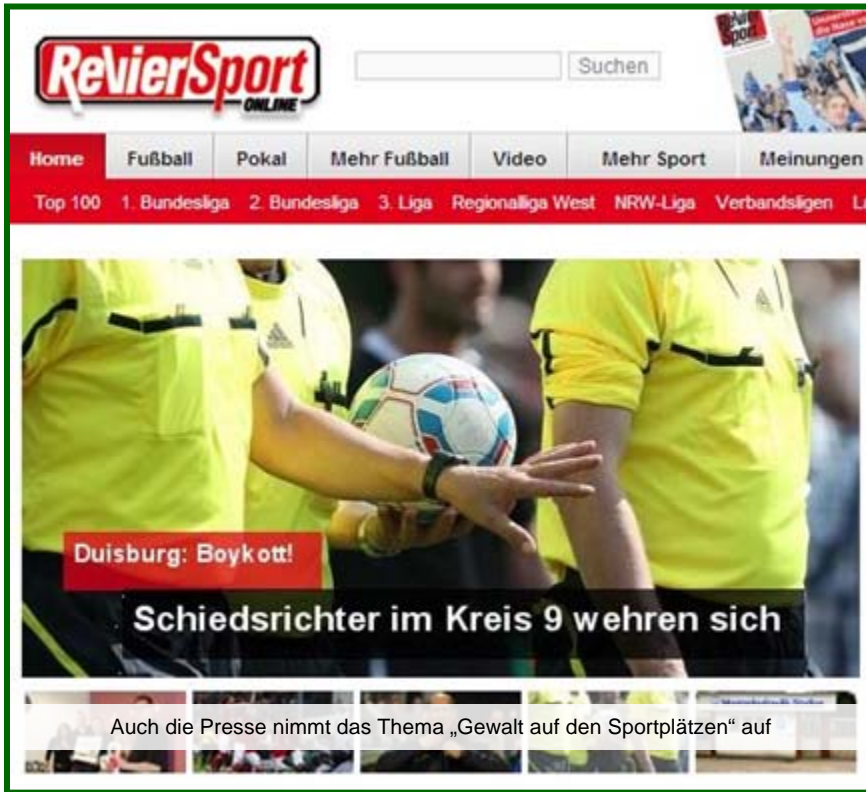 ReVierSport
ONLINE
Suchen
Home Fußball Pokal Mehr Fußball Video Mehr Sport Meinungen
Top 100 1. Bundesliga 2. Bundesliga 3. Liga Regionalliga West NRW-Liga Verbandsligen
Duisburg: Boykott!
Schiedsrichter im Kreis 9 wehren sich
Auch die Presse nimmt das Thema „Gewalt auf den Sportplätzen“ auf